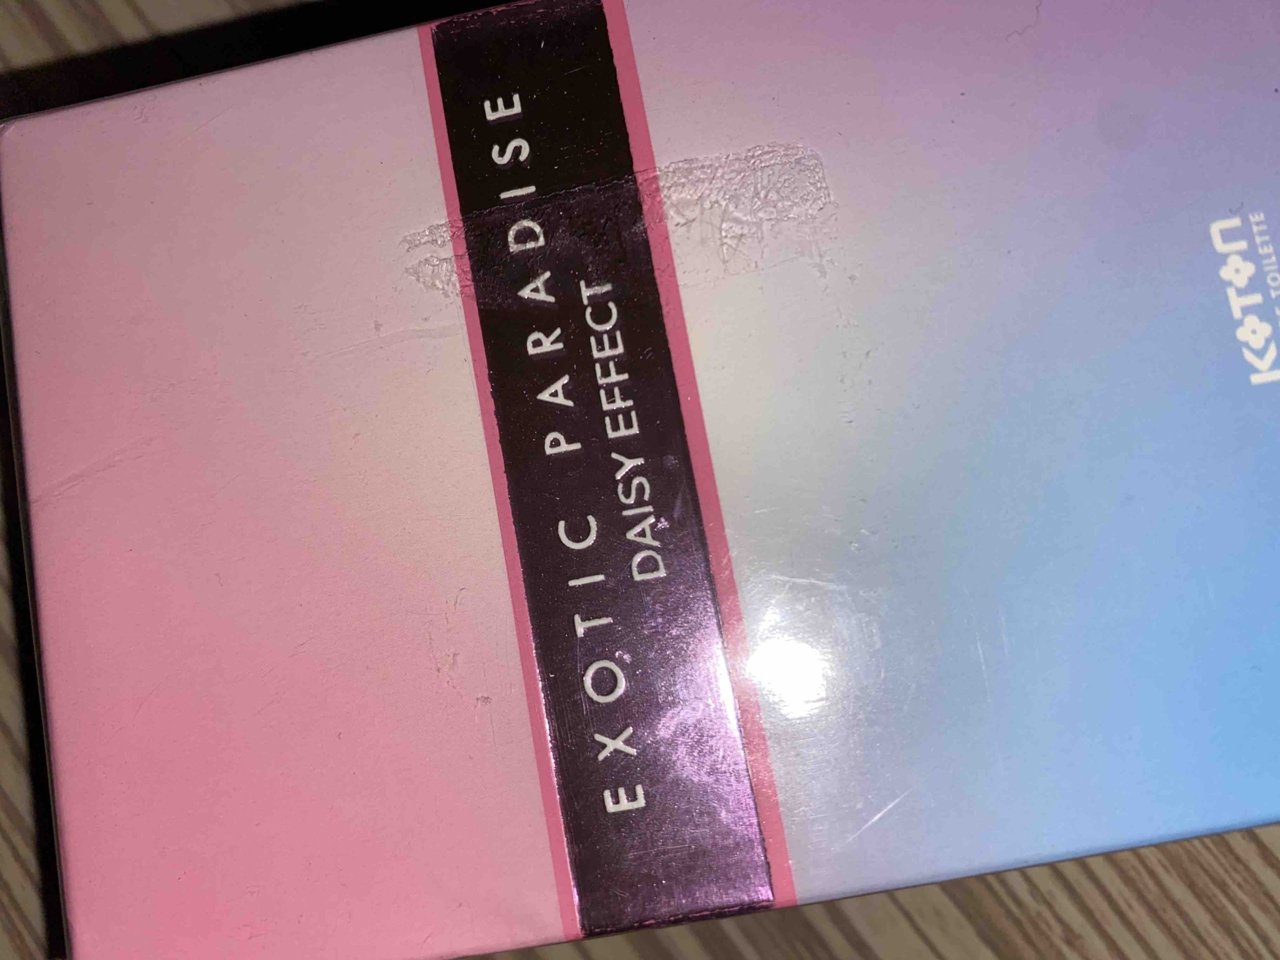 EXOTIC PARADISE
DAISY EFFECT
KOTON
TOILETTE